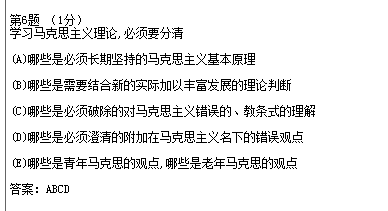 第6题 （1分）
学习马克思主义理论,必须要分清
(A)哪些是必须长期坚持的马克思主义基本原理
(B)哪些是需要结合新的实际加以丰富发展的理论判断
(C)哪些是必须破除的对马克思主义错误的、教条式的理解
(D)哪些是必须澄清的附加在马克思主义名下的错误观点
(E)哪些是青年马克思的观点,哪些是老年马克思的观点
答案: ABCD